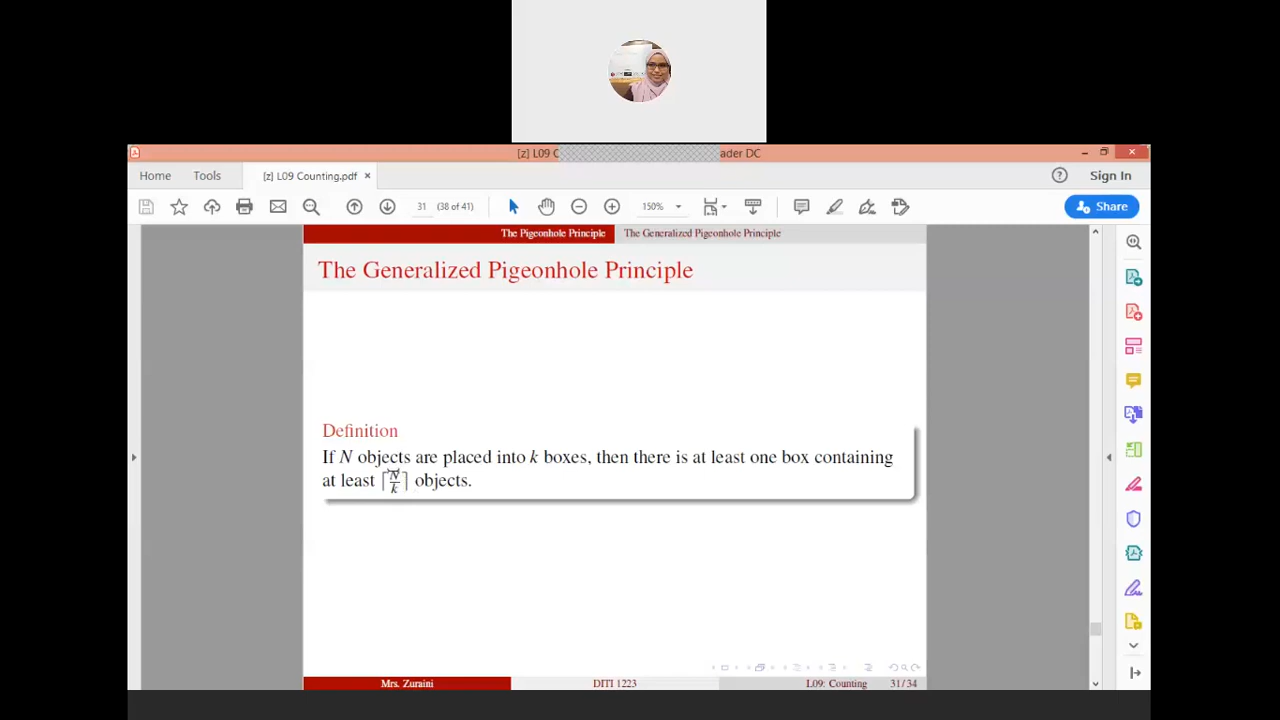 [z] L09 C ader DC
Home Tools [z] L09 Counting.pdf × Sign In
31 (38 of 41) 150% Share
The Pigeonhole Principle The Generalized Pigeonhole Principle
The Generalized Pigeonhole Principle
Definition
If N objects are placed into k boxes, then there is at least one box containing
at least ⌈N/k⌉ objects.
Mrs. Zuraini DITI 1223 L09: Counting 31/34